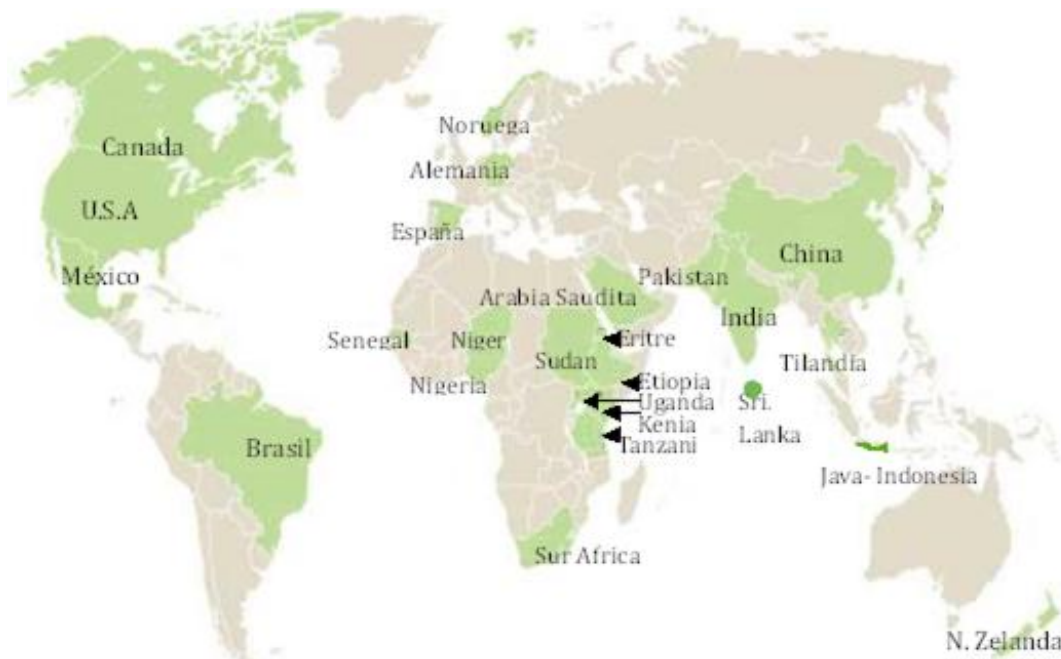 Noruega
Canada
Alemania
U.S.A
España
China
México
Pakistan
Arabia Saudita
India
Senegal
Niger
Eritre
Sudan
Tilandia
Nigeria
Etiopia
Uganda
Sri.
Kenia
Lanka
Tanzani
Brasil
Java- Indonesia
Sur Africa
N. Zelanda